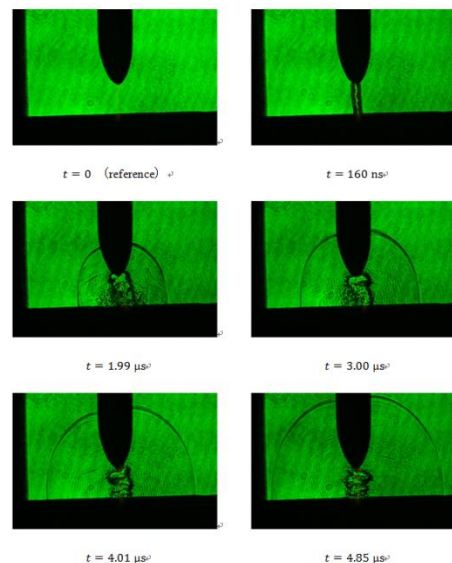 t = 0 (reference)
t = 160 ns
t = 1.99 μs
t = 3.00 μs
t = 4.01 μs
t = 4.85 μs